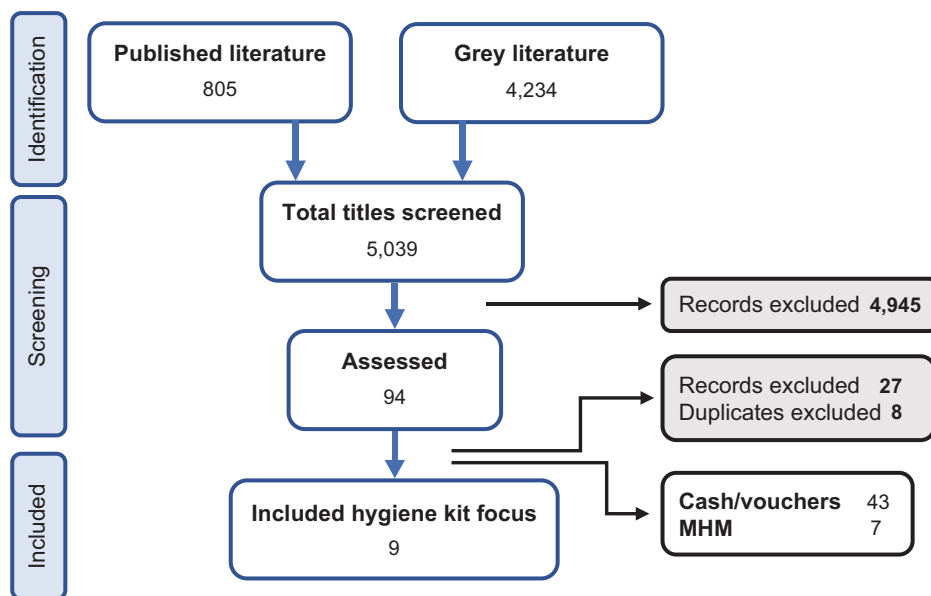 Identification
Published literature
805
Grey literature
4,234
Screening
Total titles screened
5,039
Records excluded 4,945
Assessed
94
Records excluded 27
Duplicates excluded 8
Included
Included hygiene kit focus
9
Cash/vouchers 43
MHM 7